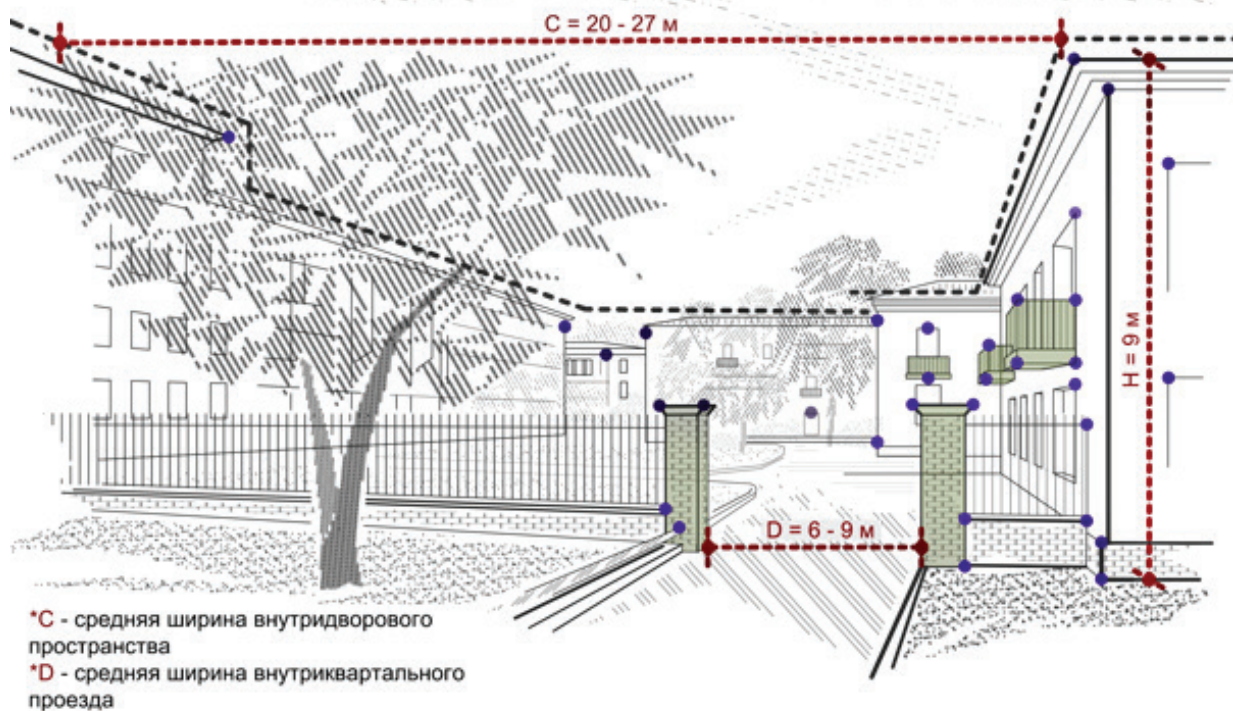 C = 20 - 27 м
H = 9 м
D = 6 - 9 м
*C - средняя ширина внутридворового
пространства
*D - средняя ширина внутриквартального
проезда